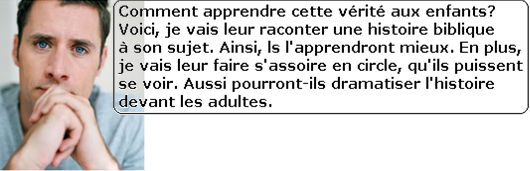 Comment apprendre cette vérité aux enfants?
Voici, je vais leur raconter une histoire biblique
à son sujet. Ainsi, ls l'apprendront mieux. En plus,
je vais leur faire s'assoire en circle, qu'ils puissent
se voir. Aussi pourront-ils dramatiser l'histoire
devant les adultes.